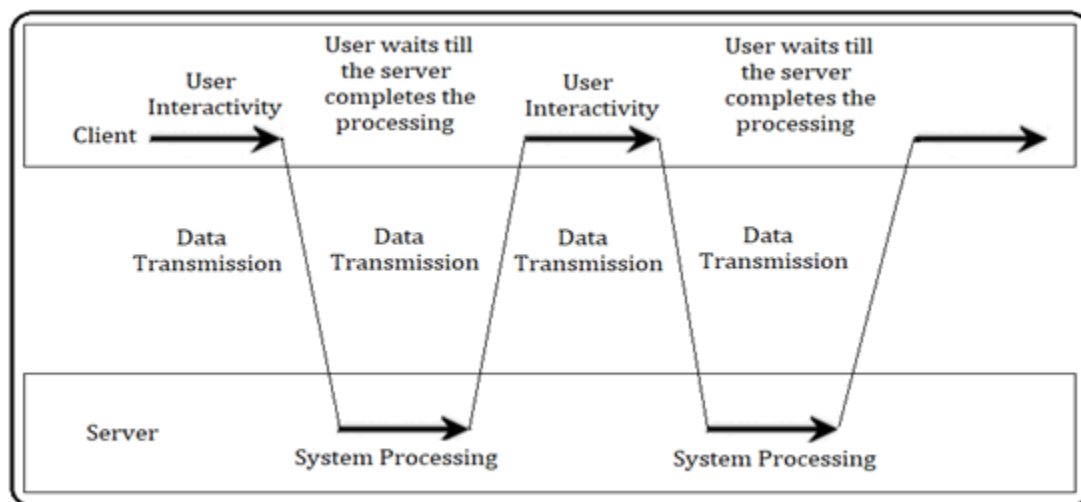 User waits till
the server
completes the
processing
User waits till
the server
completes the
processing
User
Interactivity
User
Interactivity
Client
Data
Transmission
Data
Transmission
Data
Transmission
Data
Transmission
Server
System Processing
System Processing